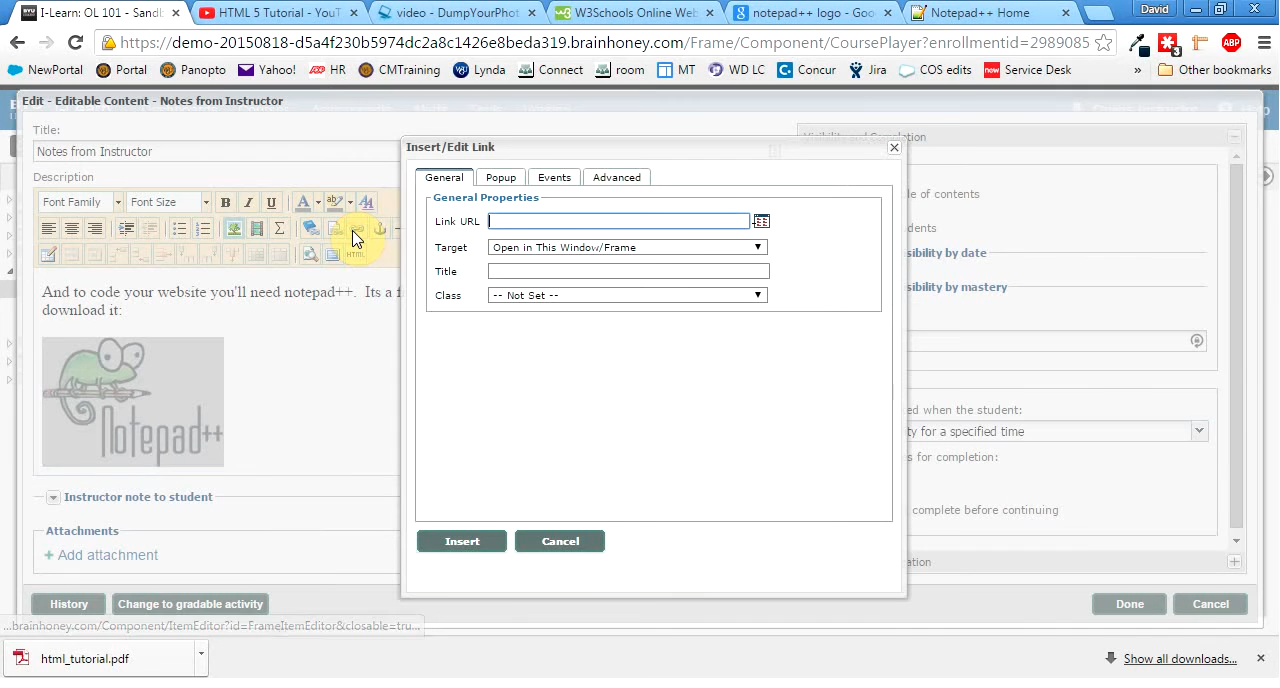 I-Learn: OL 101 - Sandb
HTML 5 Tutorial - YouT
video - DumpYourPhot
W3Schools Online Web
notepad++ logo - Goo
Notepad++ Home
David
https://demo-20150818-d5a4f230b5974dc2a8c
brainhoney.com/Frame/Component/CoursePlayer?enrollmentid=2989085
3
ABP
NewPortal
Portal
Panopto
Yahoo!
HR
CMTraining
Lynda
Connect
room
MT
WD LC
Concur
Jira
COS edits
Service Desk
»
Other bookmarks
Edit - Editable Content - Notes from Instructor
Title:
Notes from Instructor
Description
Font Family
Font Size
B I U
HTML
And to code your website you'll need notepad++. Its a f
download it:
Notepad++
Instructor note to student
Attachments
+ Add attachment
History
Change to gradable activity
Insert/Edit Link
General
Popup
Events
Advanced
General Properties
Link URL
Target
Open in This Window/Frame
Title
Class
-- Not Set --
Insert
Cancel
le of contents
dents
sibility by date
sibility by mastery
ed when the student:
ty for a specified time
s for completion:
complete before continuing
ation
Done
Cancel
...brainhoney.com/Component/ItemEditor?id=FrameItemEditor&closable=tru...
html_tutorial.pdf
Show all downloads...